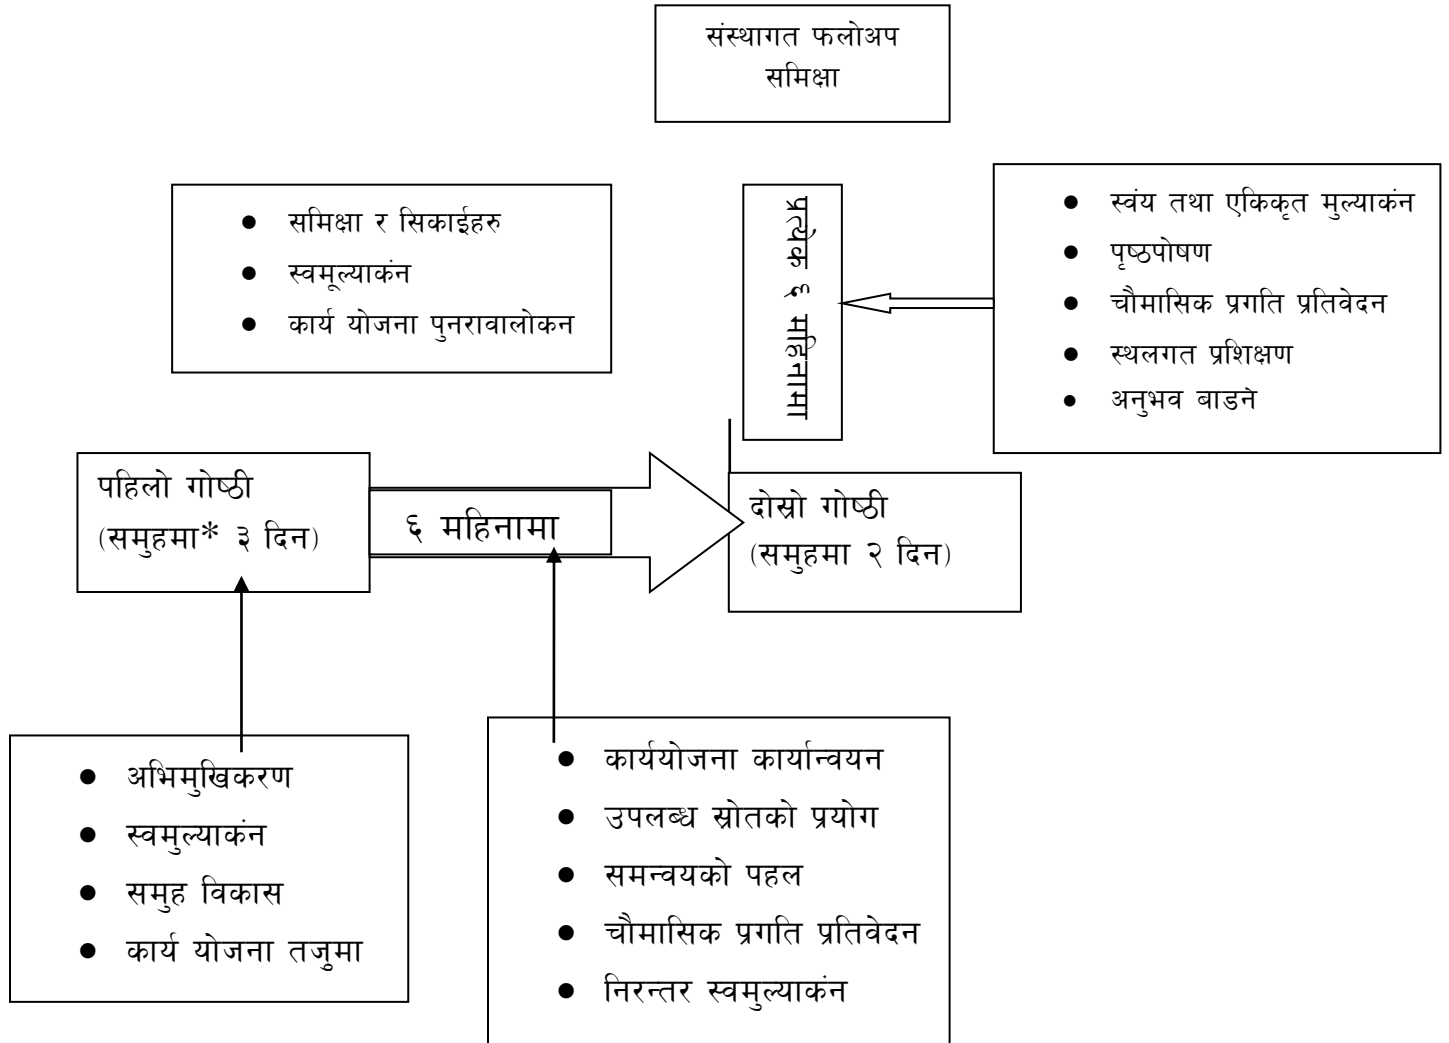 संस्थागत फलोअप
समिक्षा
● समिक्षा र सिकाईहरु
● स्वमूल्याकंन
● कार्य योजना पुनरावालोकन
प्रत्येक ६ महिनामा
● स्वंय तथा एकिकृत मुल्याकंन
● पृष्ठपोषण
● चौमासिक प्रगति प्रतिवेदन
● स्थलगत प्रशिक्षण
● अनुभव बाडने
पहिलो गोष्ठी
(समुहमा* ३ दिन)
६ महिनामा
दोस्रो गोष्ठी
(समुहमा २ दिन)
● अभिमुखिकरण
● स्वमुल्याकंन
● समुह विकास
● कार्य योजना तजुमा
● कार्ययोजना कार्यान्वयन
● उपलब्ध स्रोतको प्रयोग
● समन्वयको पहल
● चौमासिक प्रगति प्रतिवेदन
● निरन्तर स्वमुल्याकंन